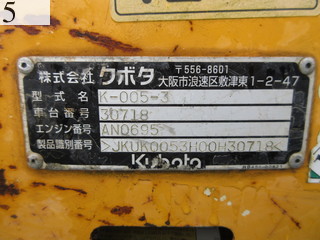 5
株式会社 クボタ 〒556-8601
大阪市浪速区敷津東1-2-47
型式名 K-005-3
車台番号 30718
エンジン番号 ANQ695
製品識別番号 >JKUK0053H00H30718<
Kubota